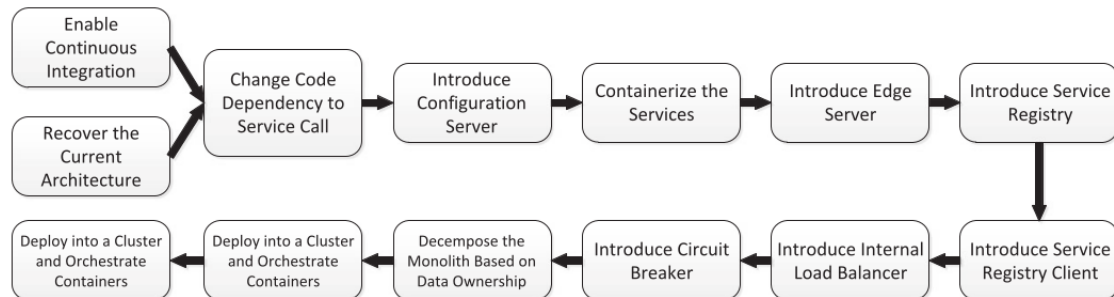 Enable
Continuous
Integration
Recover the
Current
Architecture
Change Code
Dependency to
Service Call
Introduce
Configuration
Server
Containerize the
Services
Introduce Edge
Server
Introduce Service
Registry
Introduce Service
Registry Client
Introduce Internal
Load Balancer
Introduce Circuit
Breaker
Decompose the
Monolith Based on
Data Ownership
Deploy into a Cluster
and Orchestrate
Containers
Deploy into a Cluster
and Orchestrate
Containers